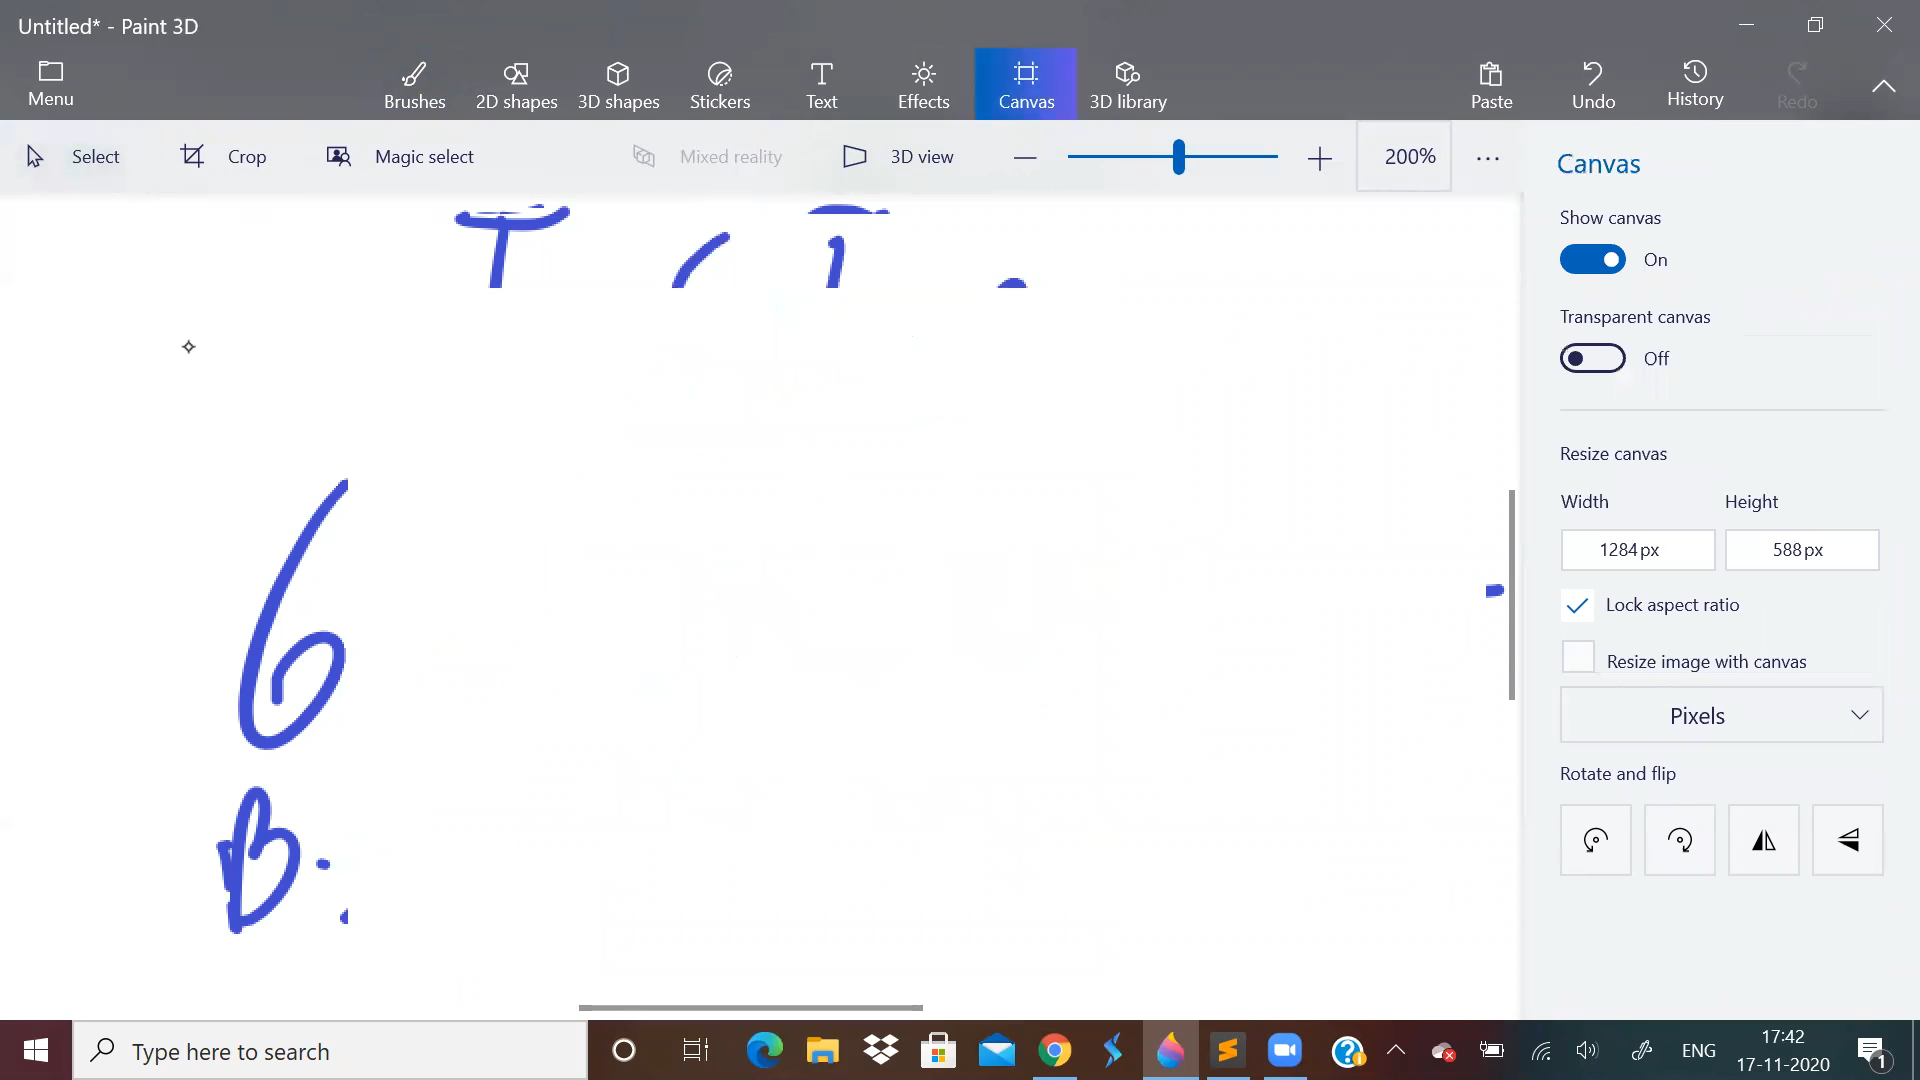 Untitled* - Paint 3D
Menu Brushes 2D shapes 3D shapes Stickers Text Effects Canvas 3D library Paste Undo History Redo
Select Crop Magic select Mixed reality 3D view 200%
Canvas
Show canvas
On
Transparent canvas
Off
Resize canvas
Width Height
1284 px 588 px
Lock aspect ratio
Resize image with canvas
Pixels
Rotate and flip
6
B:
Type here to search
ENG
17:42
17-11-2020
1